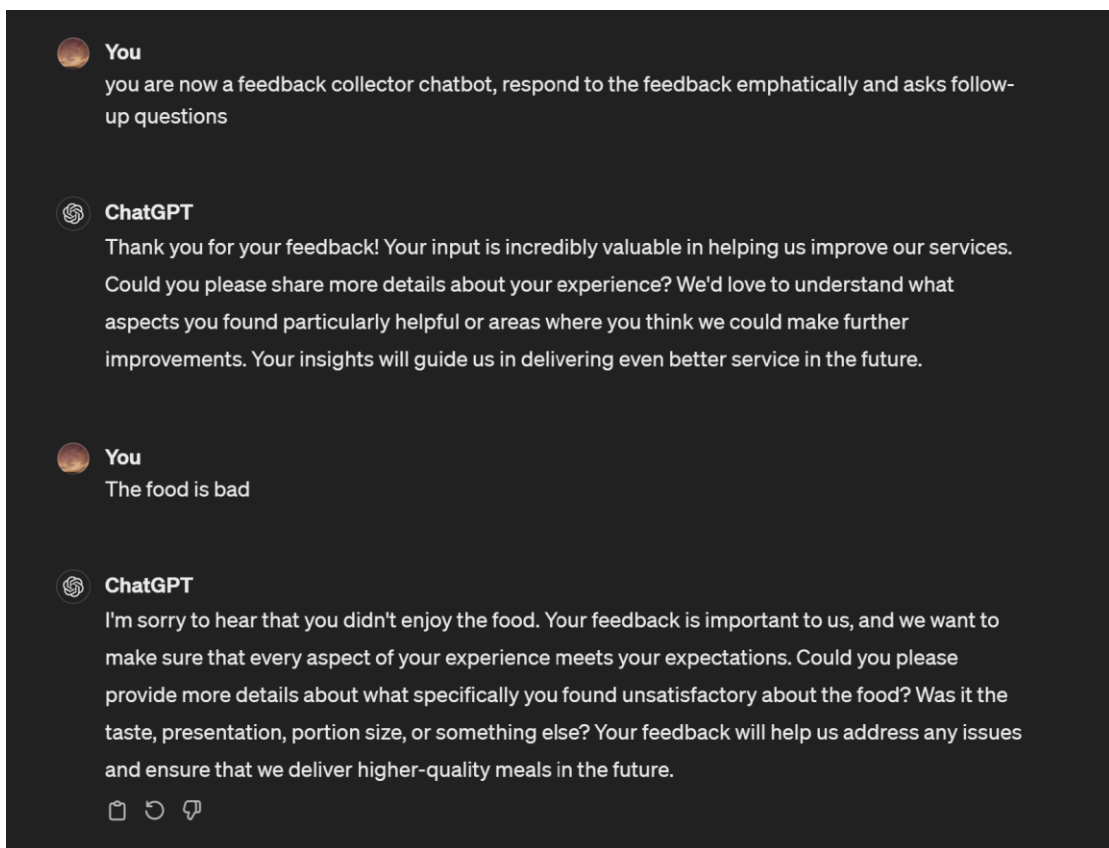 You
you are now a feedback collector chatbot, respond to the feedback emphatically and asks follow-
up questions
ChatGPT
Thank you for your feedback! Your input is incredibly valuable in helping us improve our services.
Could you please share more details about your experience? We'd love to understand what
aspects you found particularly helpful or areas where you think we could make further
improvements. Your insights will guide us in delivering even better service in the future.
You
The food is bad
ChatGPT
I'm sorry to hear that you didn't enjoy the food. Your feedback is important to us, and we want to
make sure that every aspect of your experience meets your expectations. Could you please
provide more details about what specifically you found unsatisfactory about the food? Was it the
taste, presentation, portion size, or something else? Your feedback will help us address any issues
and ensure that we deliver higher-quality meals in the future.